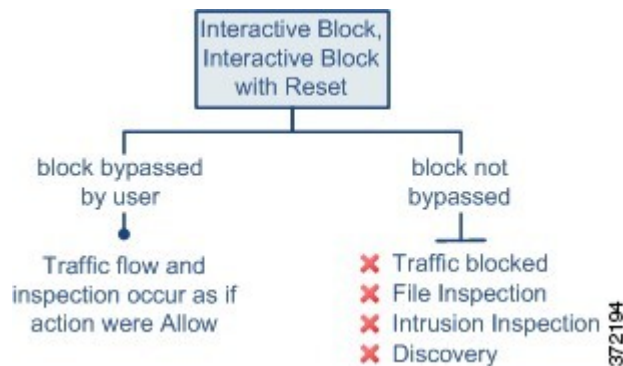 Interactive Block,
Interactive Block
with Reset
block bypassed
by user
Traffic flow and
inspection occur as if
action were Allow
block not
bypassed
Traffic blocked
File Inspection
Intrusion Inspection
Discovery
372194